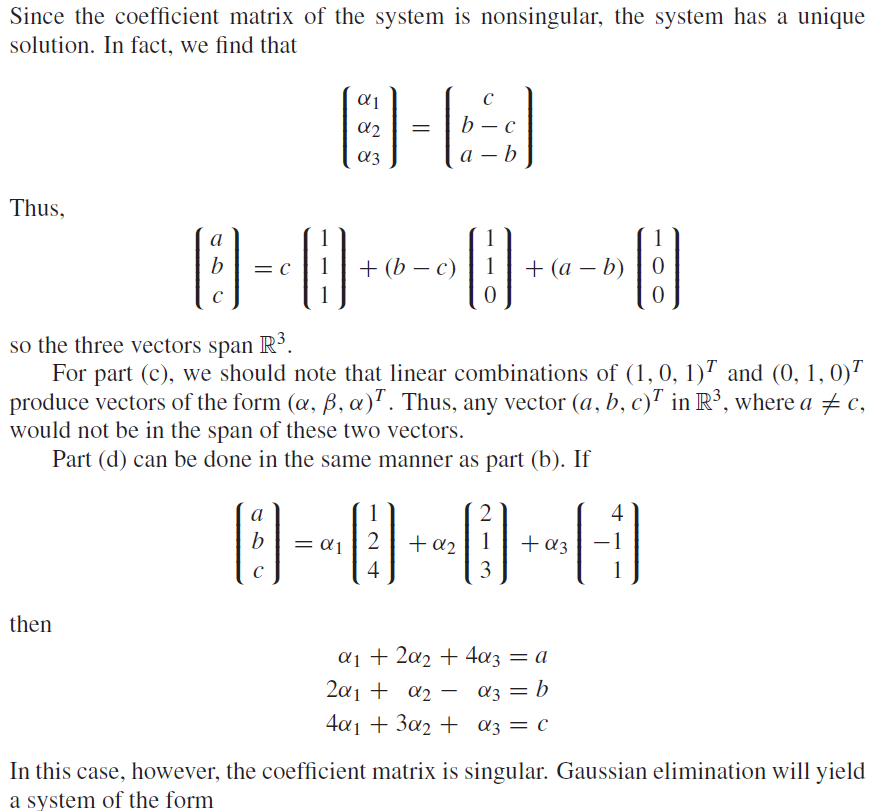 Since the coefficient matrix of the system is nonsingular, the system has a unique
solution. In fact, we find that
(α₁, α₂, α₃) = (c, b − c, a − b)
Thus,
(a, b, c) = c (1, 1, 1) + (b − c) (1, 1, 0) + (a − b) (1, 0, 0)
so the three vectors span ℝ³.
For part (c), we should note that linear combinations of (1, 0, 1)ᵀ and (0, 1, 0)ᵀ
produce vectors of the form (α, β, α)ᵀ. Thus, any vector (a, b, c)ᵀ in ℝ³, where a ≠ c,
would not be in the span of these two vectors.
Part (d) can be done in the same manner as part (b). If
(a, b, c) = α₁ (1, 2, 4) + α₂ (2, 1, 3) + α₃ (4, −1, 1)
then
α₁ + 2α₂ + 4α₃ = a
2α₁ + α₂ − α₃ = b
4α₁ + 3α₂ + α₃ = c
In this case, however, the coefficient matrix is singular. Gaussian elimination will yield
a system of the form